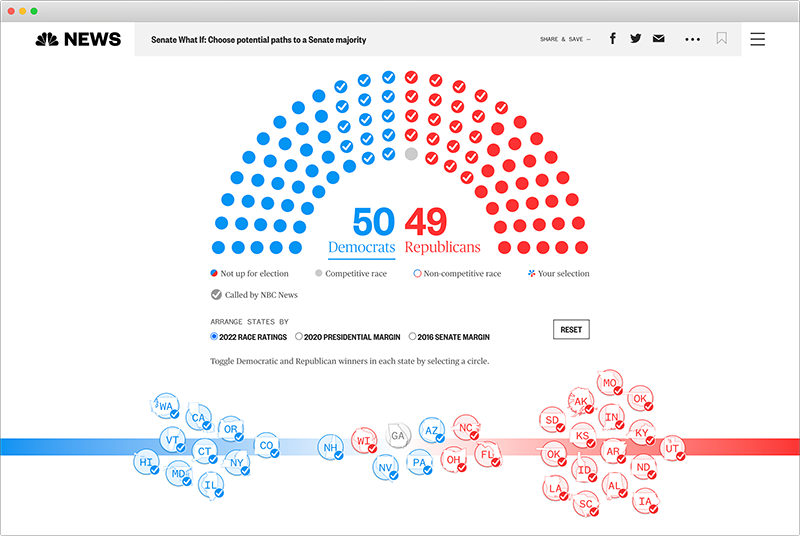 NEWS
Senate What If: Choose potential paths to a Senate majority
SHARE & SAVE —
50 49
Democrats Republicans
Not up for election Competitive race Non-competitive race Your selection
Called by NBC News
ARRANGE STATES BY
2022 RACE RATINGS 2020 PRESIDENTIAL MARGIN 2016 SENATE MARGIN
RESET
Toggle Democratic and Republican winners in each state by selecting a circle.
MO
WA AK OK
CA SD IN
OR AZ NC
VT WI GA KS KY
CT CO NH AR UT
HI NY PA OH FL OK
MD NV ID ND
IL LA AL
SC IA